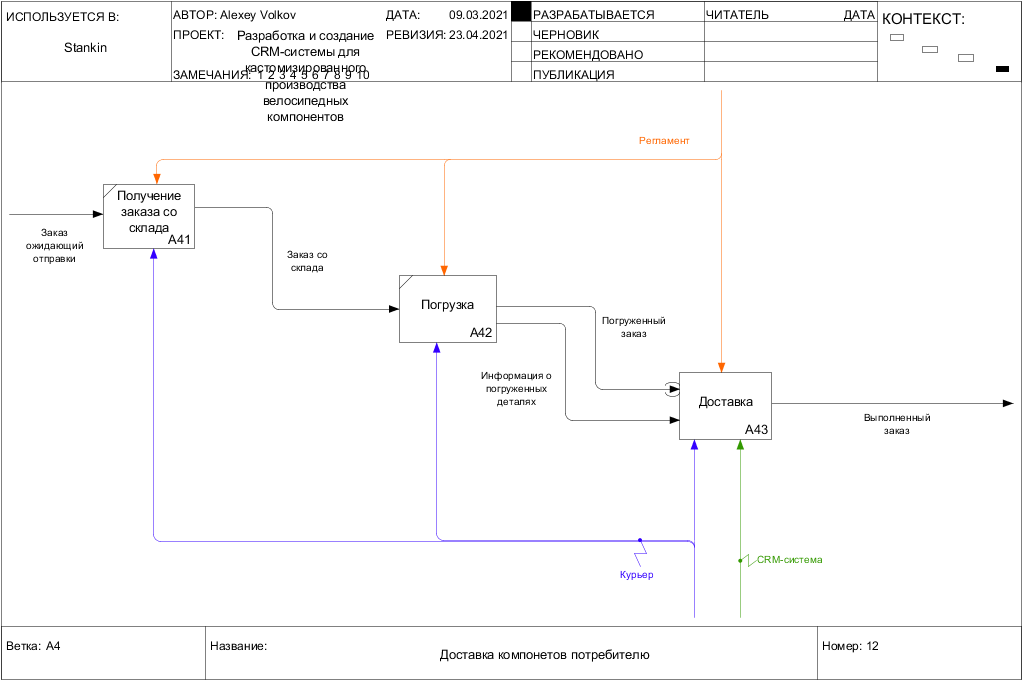 ИСПОЛЬЗУЕТСЯ В:
Stankin
АВТОР: Alexey Volkov
ДАТА: 09.03.2021
ПРОЕКТ: Разработка и создание
CRM-системы для
кастомизированного
производства
велосипедных
компонентов
РЕВИЗИЯ: 23.04.2021
ЗАМЕЧАНИЯ: 1 2 3 4 5 6 7 8 9 10
РАЗРАБАТЫВАЕТСЯ
ЧЕРНОВИК
РЕКОМЕНДОВАНО
ПУБЛИКАЦИЯ
ЧИТАТЕЛЬ ДАТА
КОНТЕКСТ:
Регламент
Получение
заказа со
склада
A41
Заказ
ожидающий
отправки
Заказ со
склада
Погрузка
A42
Погруженный
заказ
Информация о
погруженных
деталях
Доставка
A43
Выполненный
заказ
CRM-система
Курьер
Ветка: A4
Название:
Доставка компонетов потребителю
Номер: 12